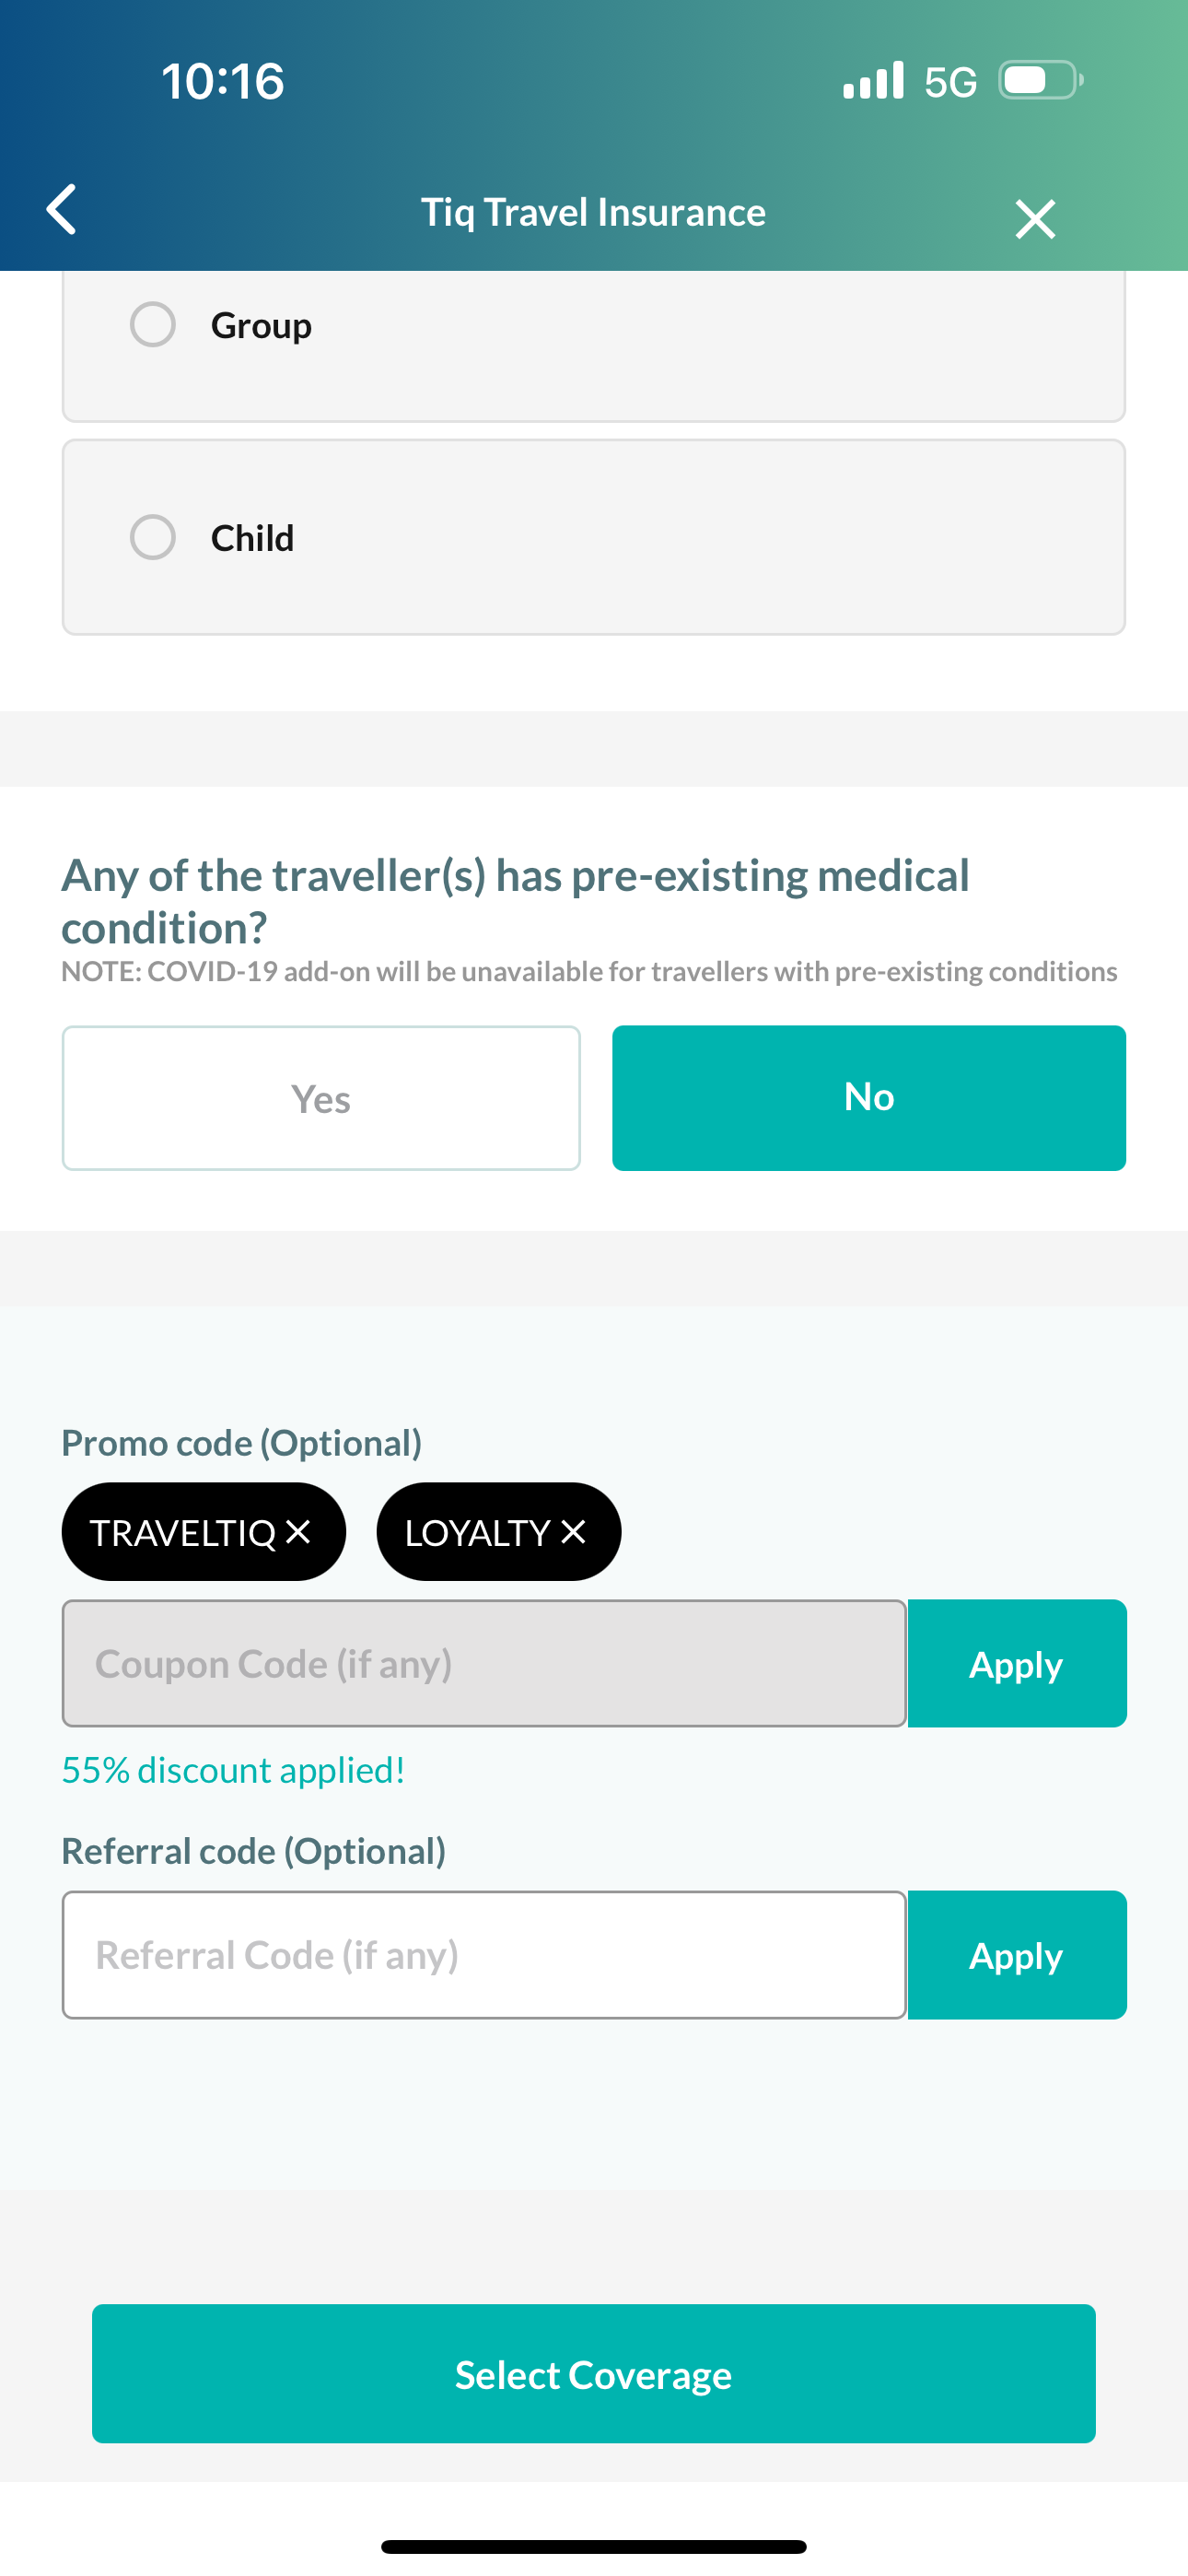 10:16
5G
Tiq Travel Insurance
Group
Child
Any of the traveller(s) has pre-existing medical
condition?
NOTE: COVID-19 add-on will be unavailable for travellers with pre-existing conditions
Yes
No
Promo code (Optional)
TRAVELTIQ
LOYALTY
Coupon Code (if any)
Apply
55% discount applied!
Referral code (Optional)
Referral Code (if any)
Apply
Select Coverage